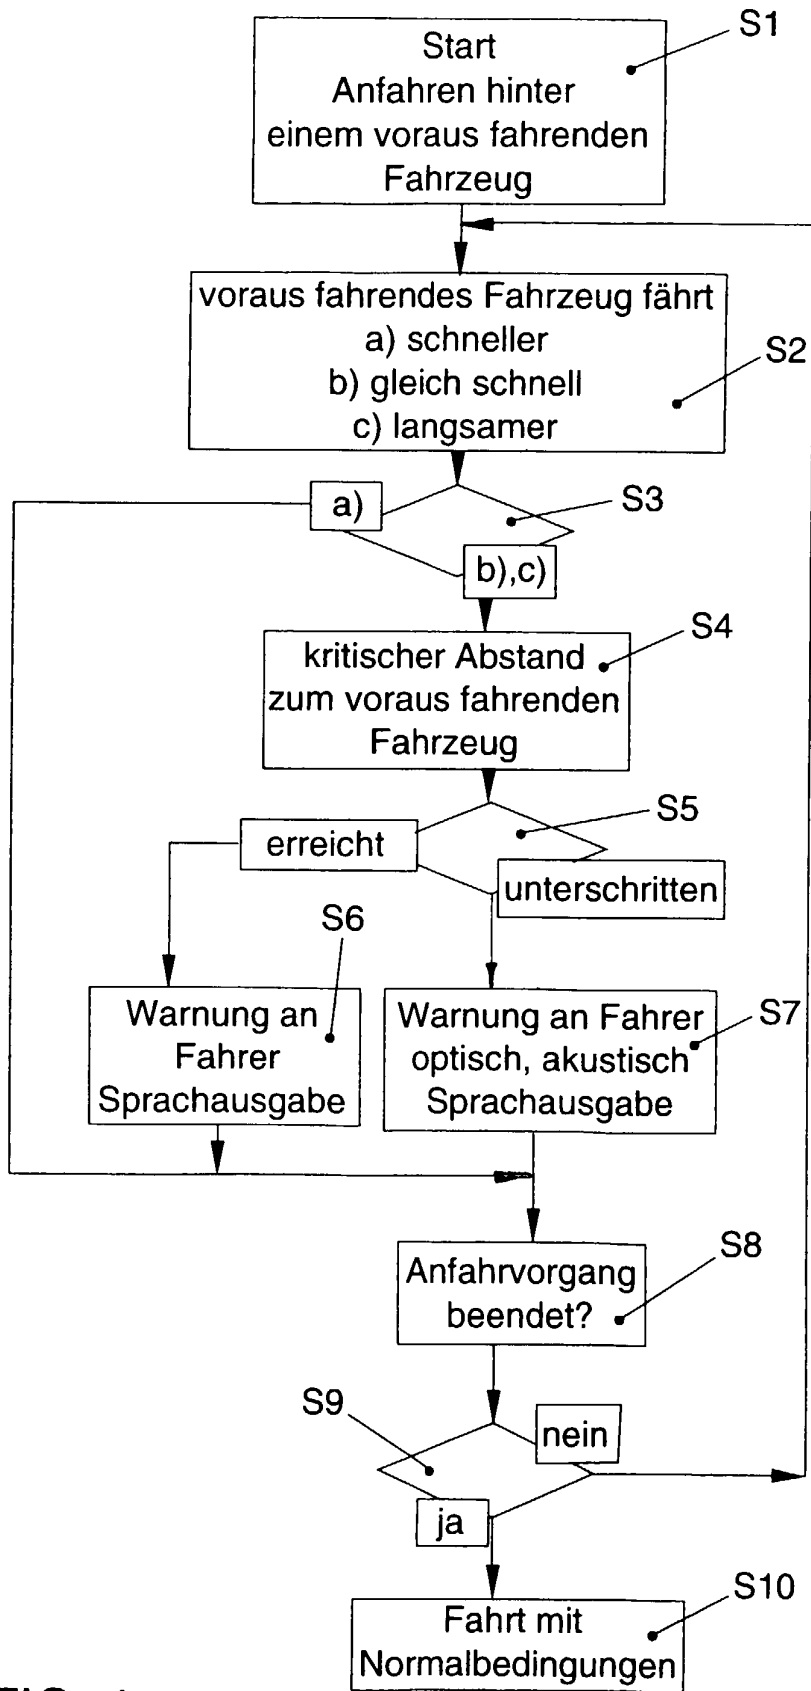 S1
Start
Anfahren hinter
einem voraus fahrenden
Fahrzeug
voraus fahrendes Fahrzeug fährt
a) schneller
b) gleich schnell
c) langsamer
S2
a)
S3
b),c)
S4
kritischer Abstand
zum voraus fahrenden
Fahrzeug
S5
erreicht
unterschritten
S6
Warnung an
Fahrer
Sprachausgabe
S7
Warnung an Fahrer
optisch, akustisch
Sprachausgabe
S8
Anfahrvorgang
beendet?
S9
nein
ja
S10
Fahrt mit
Normalbedingungen